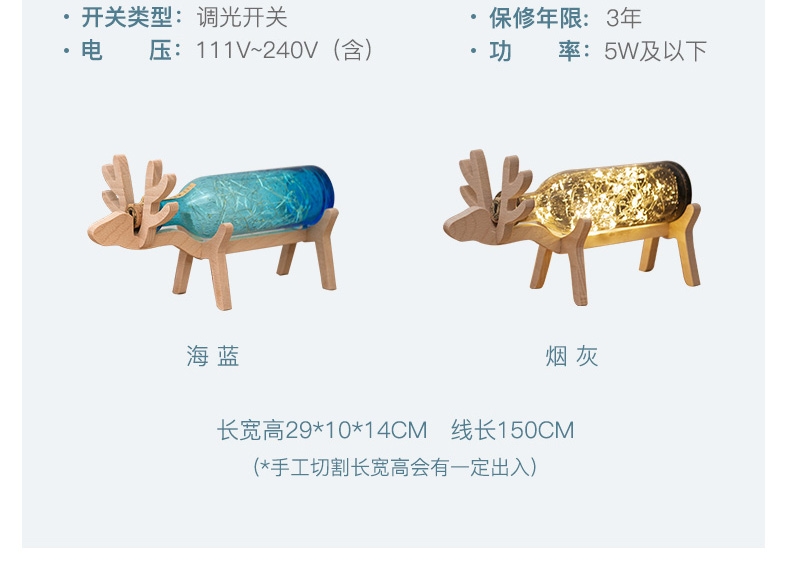 · 开关类型：调光开关
· 保修年限：3年
· 电　　压：111V~240V（含）
· 功　　率：5W及以下
海 蓝
烟 灰
长宽高29*10*14CM　线长150CM
(*手工切割长宽高会有一定出入)